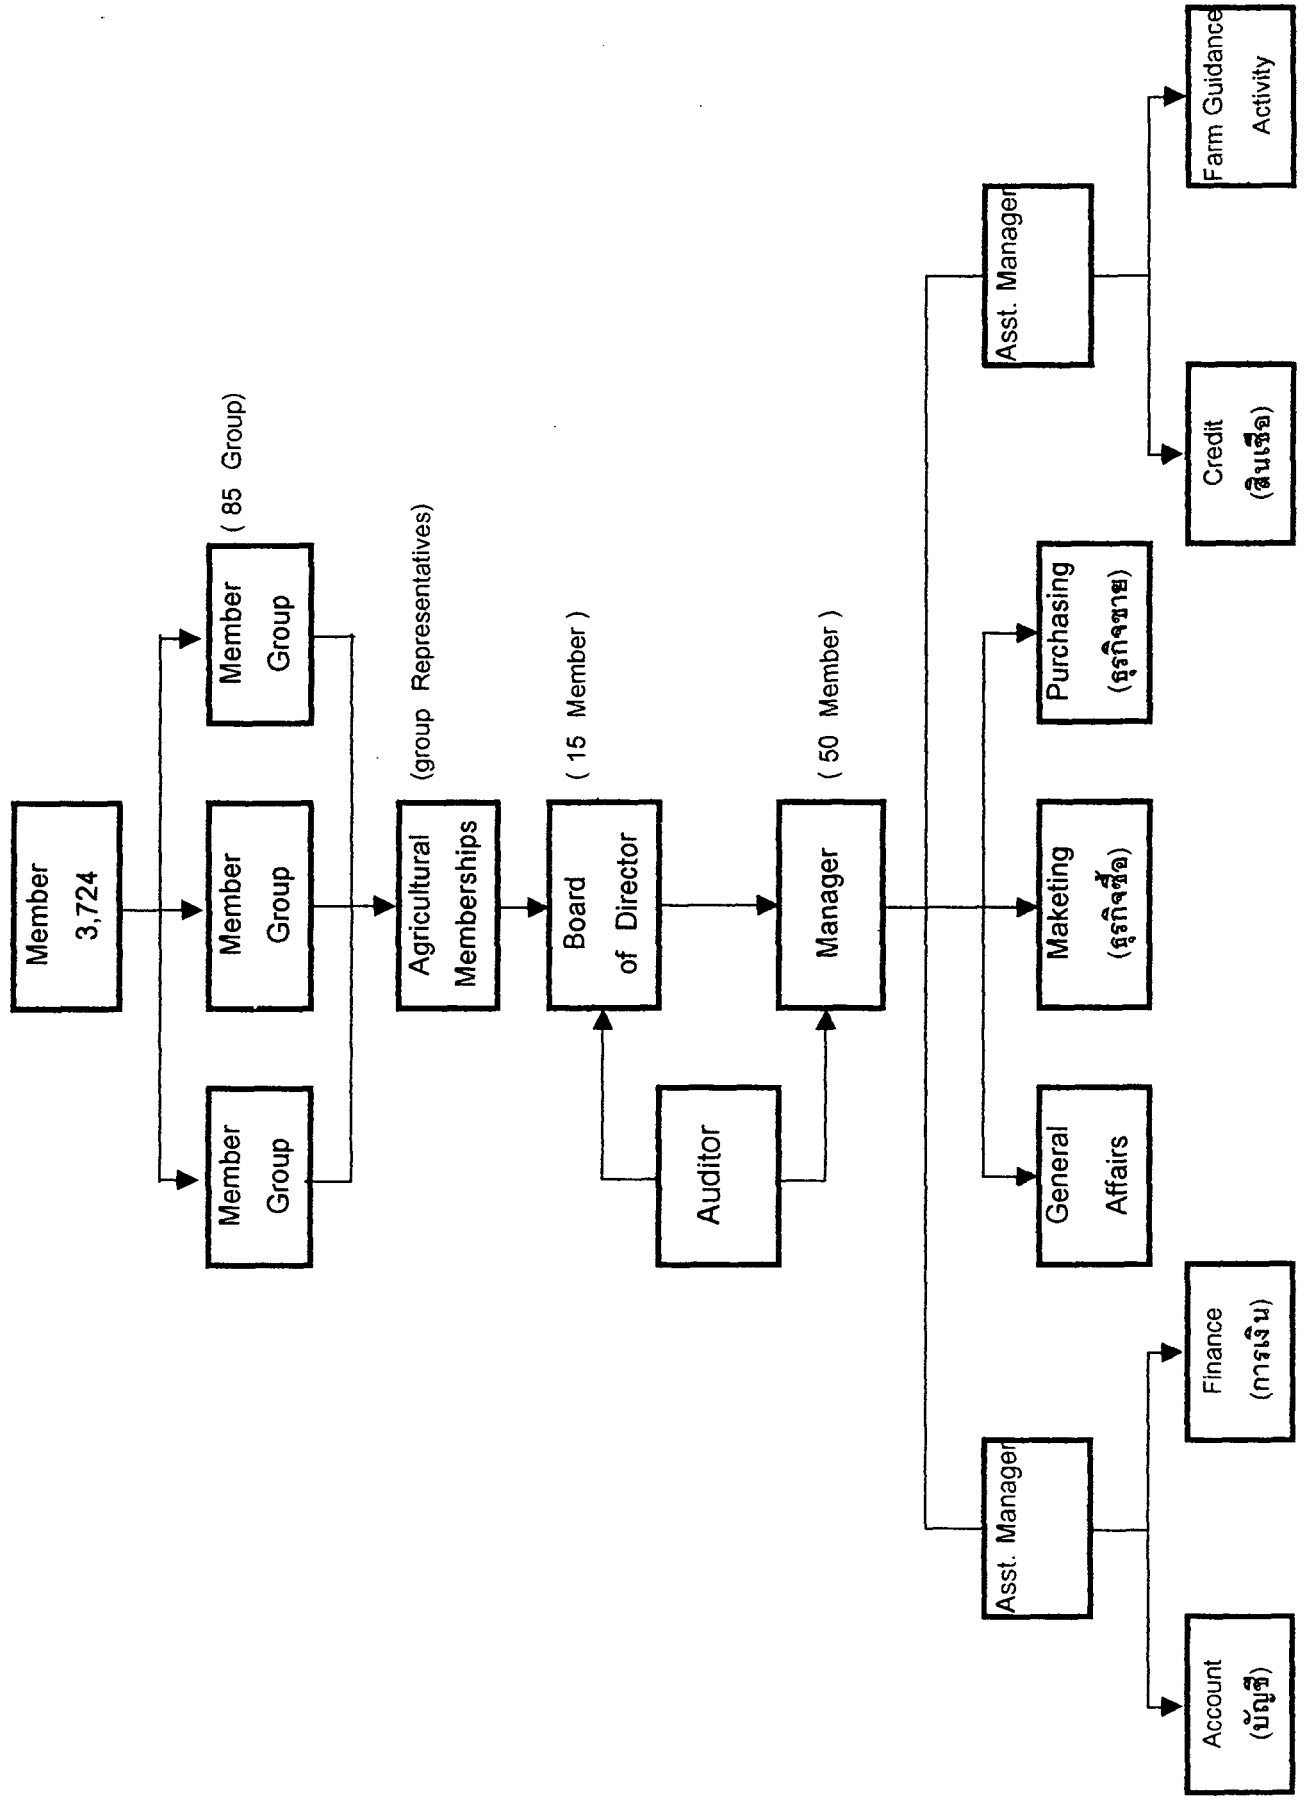 Member
3,724
Member
Group
Member
Group
Member
Group
( 85 Group)
Agricultural
Memberships
(group Representatives)
Board
of Director
( 15 Member )
Auditor
Manager
( 50 Member )
Asst. Manager
Asst. Manager
General
Affairs
Maketing
(ธุรกิจซื้อ)
Purchasing
(ธุรกิจขาย)
Account
(บัญชี)
Finance
(การเงิน)
Credit
(สินเชื่อ)
Farm Guidance
Activity